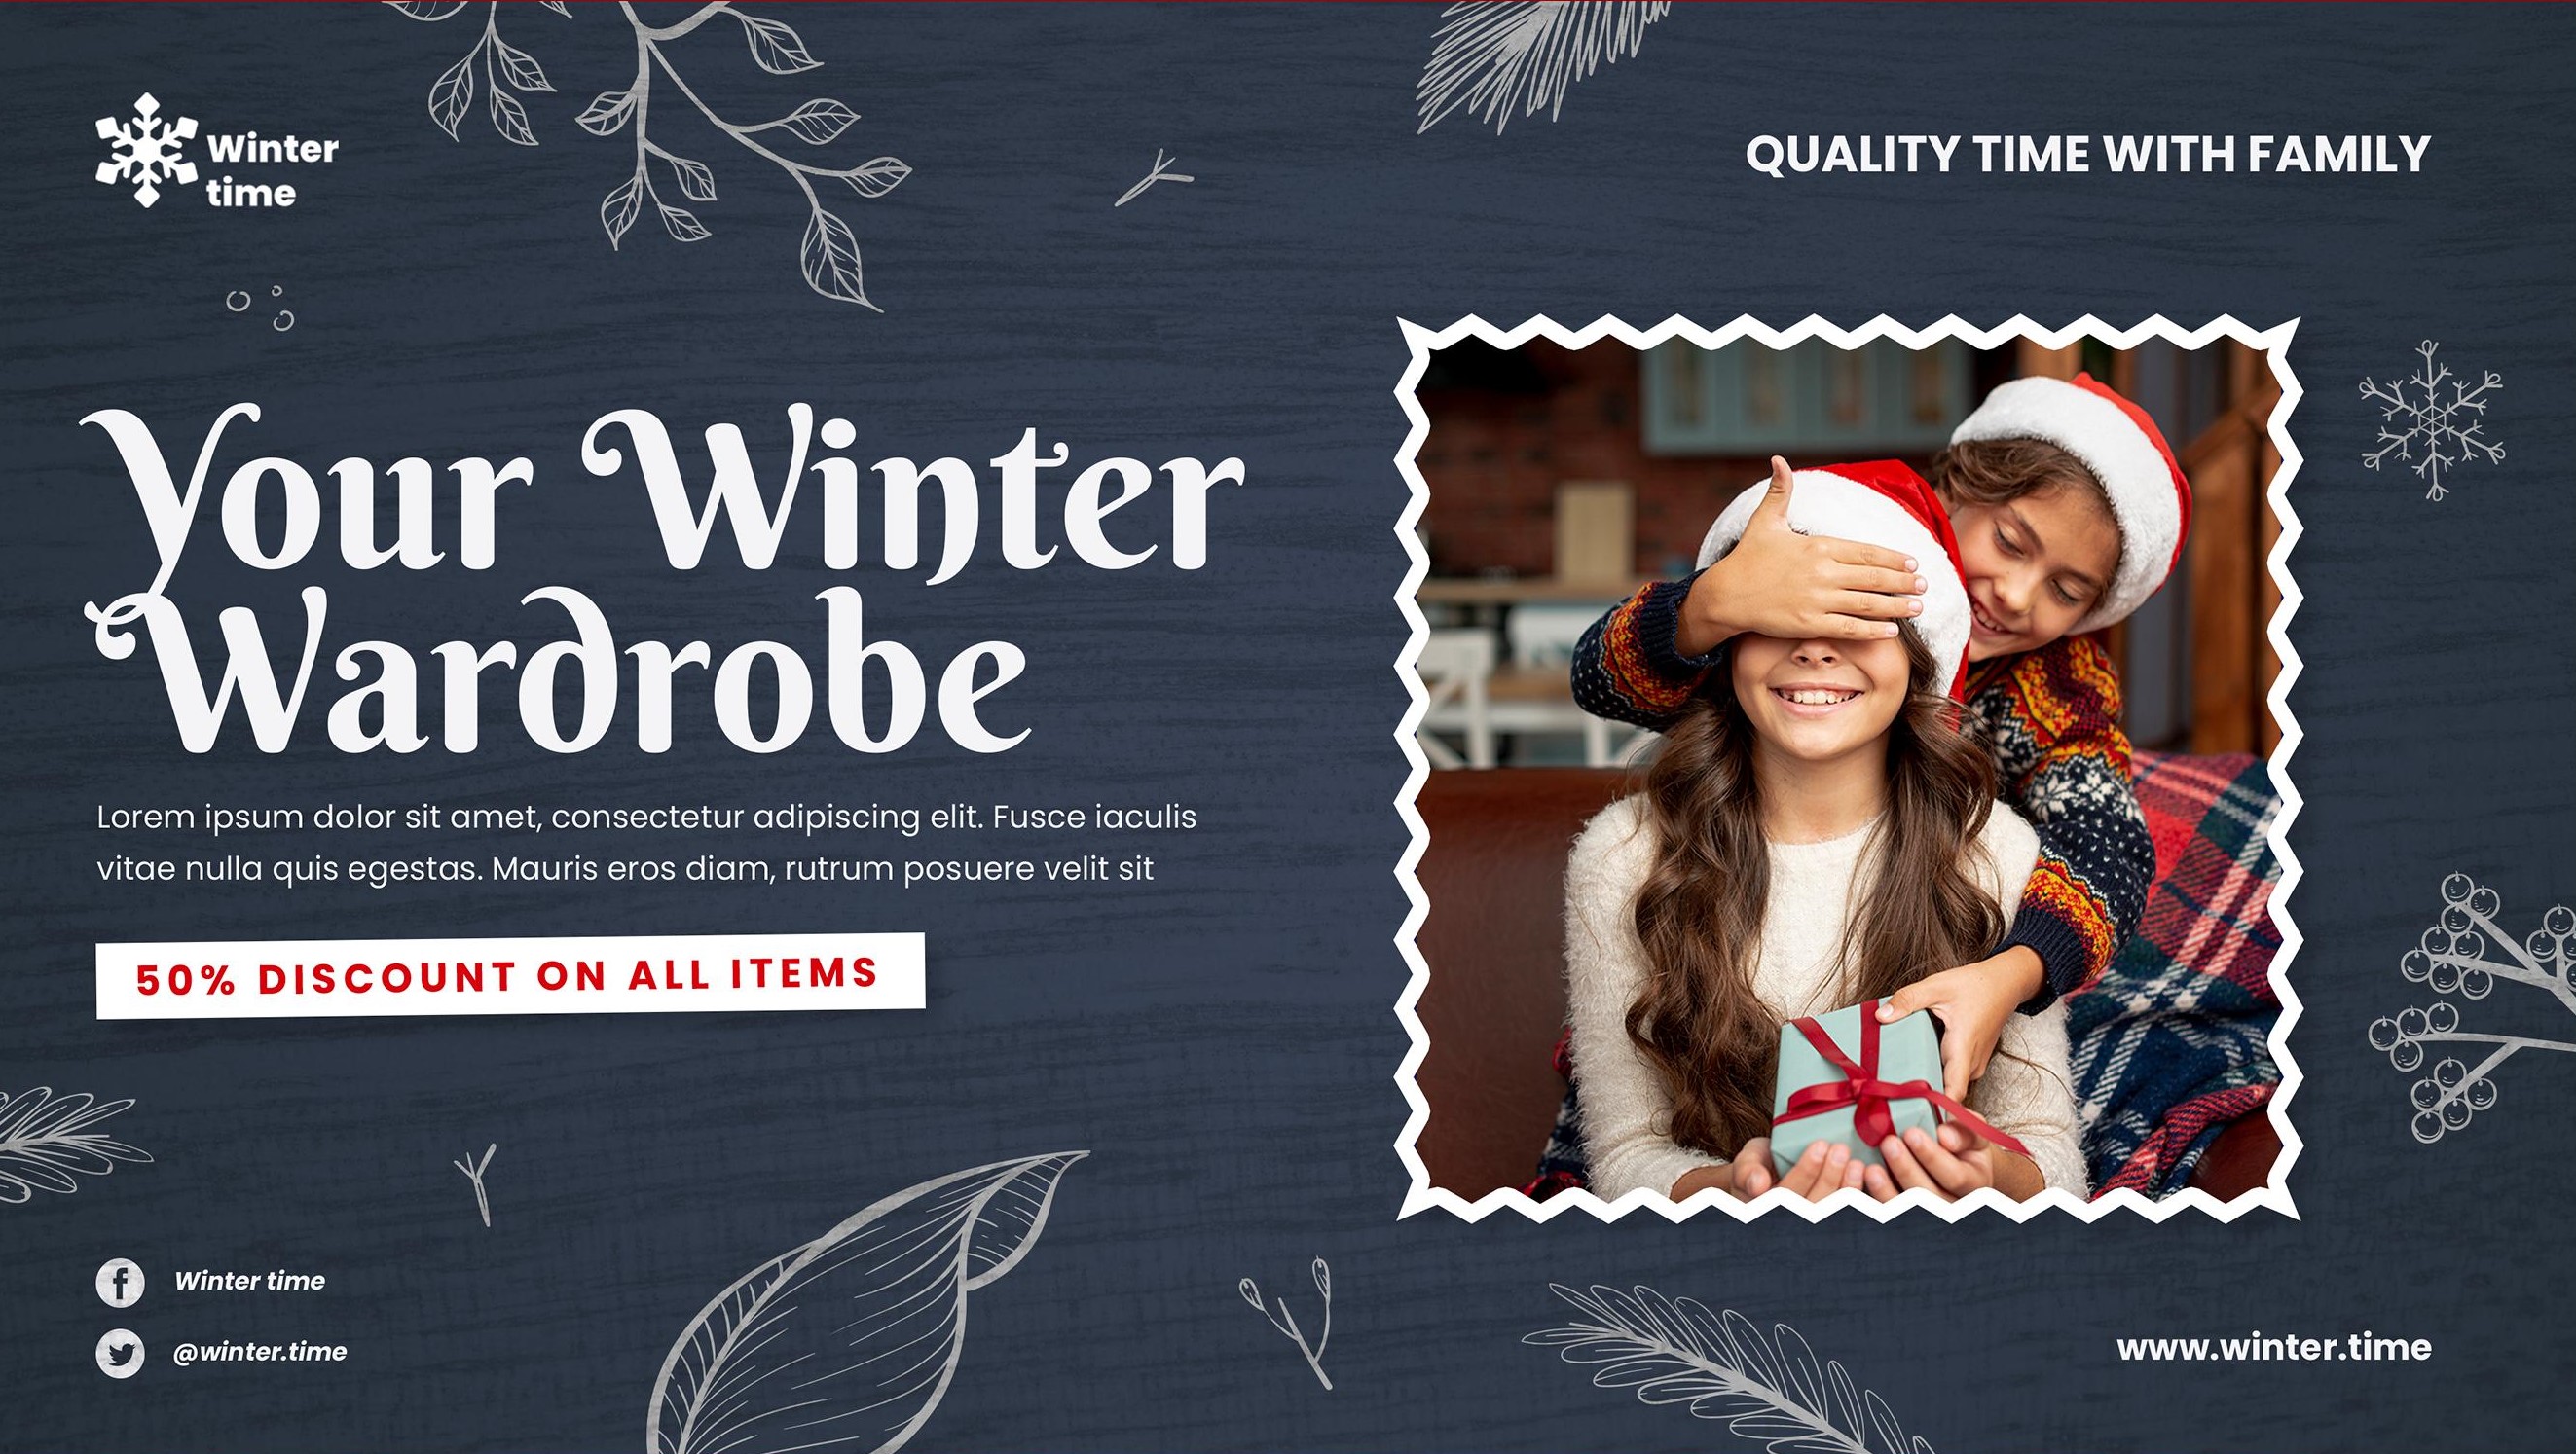 Winter
time
QUALITY TIME WITH FAMILY
Your Winter
Wardrobe
Lorem ipsum dolor sit amet, consectetur adipiscing elit. Fusce iaculis
vitae nulla quis egestas. Mauris eros diam, rutrum posuere velit sit
50% DISCOUNT ON ALL ITEMS
Winter time
@winter.time
www.winter.time